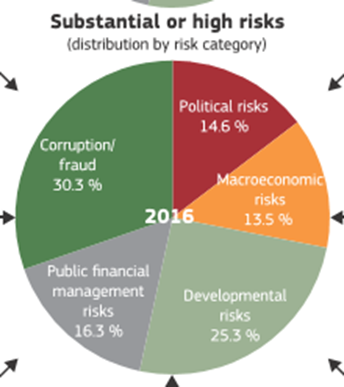 Substantial or high risks
(distribution by risk category)
Political risks
14.6 %
Corruption/
fraud
30.3 %
Macroeconomic
risks
13.5 %
2016
Public financial
management
risks
16.3 %
Developmental
risks
25.3 %